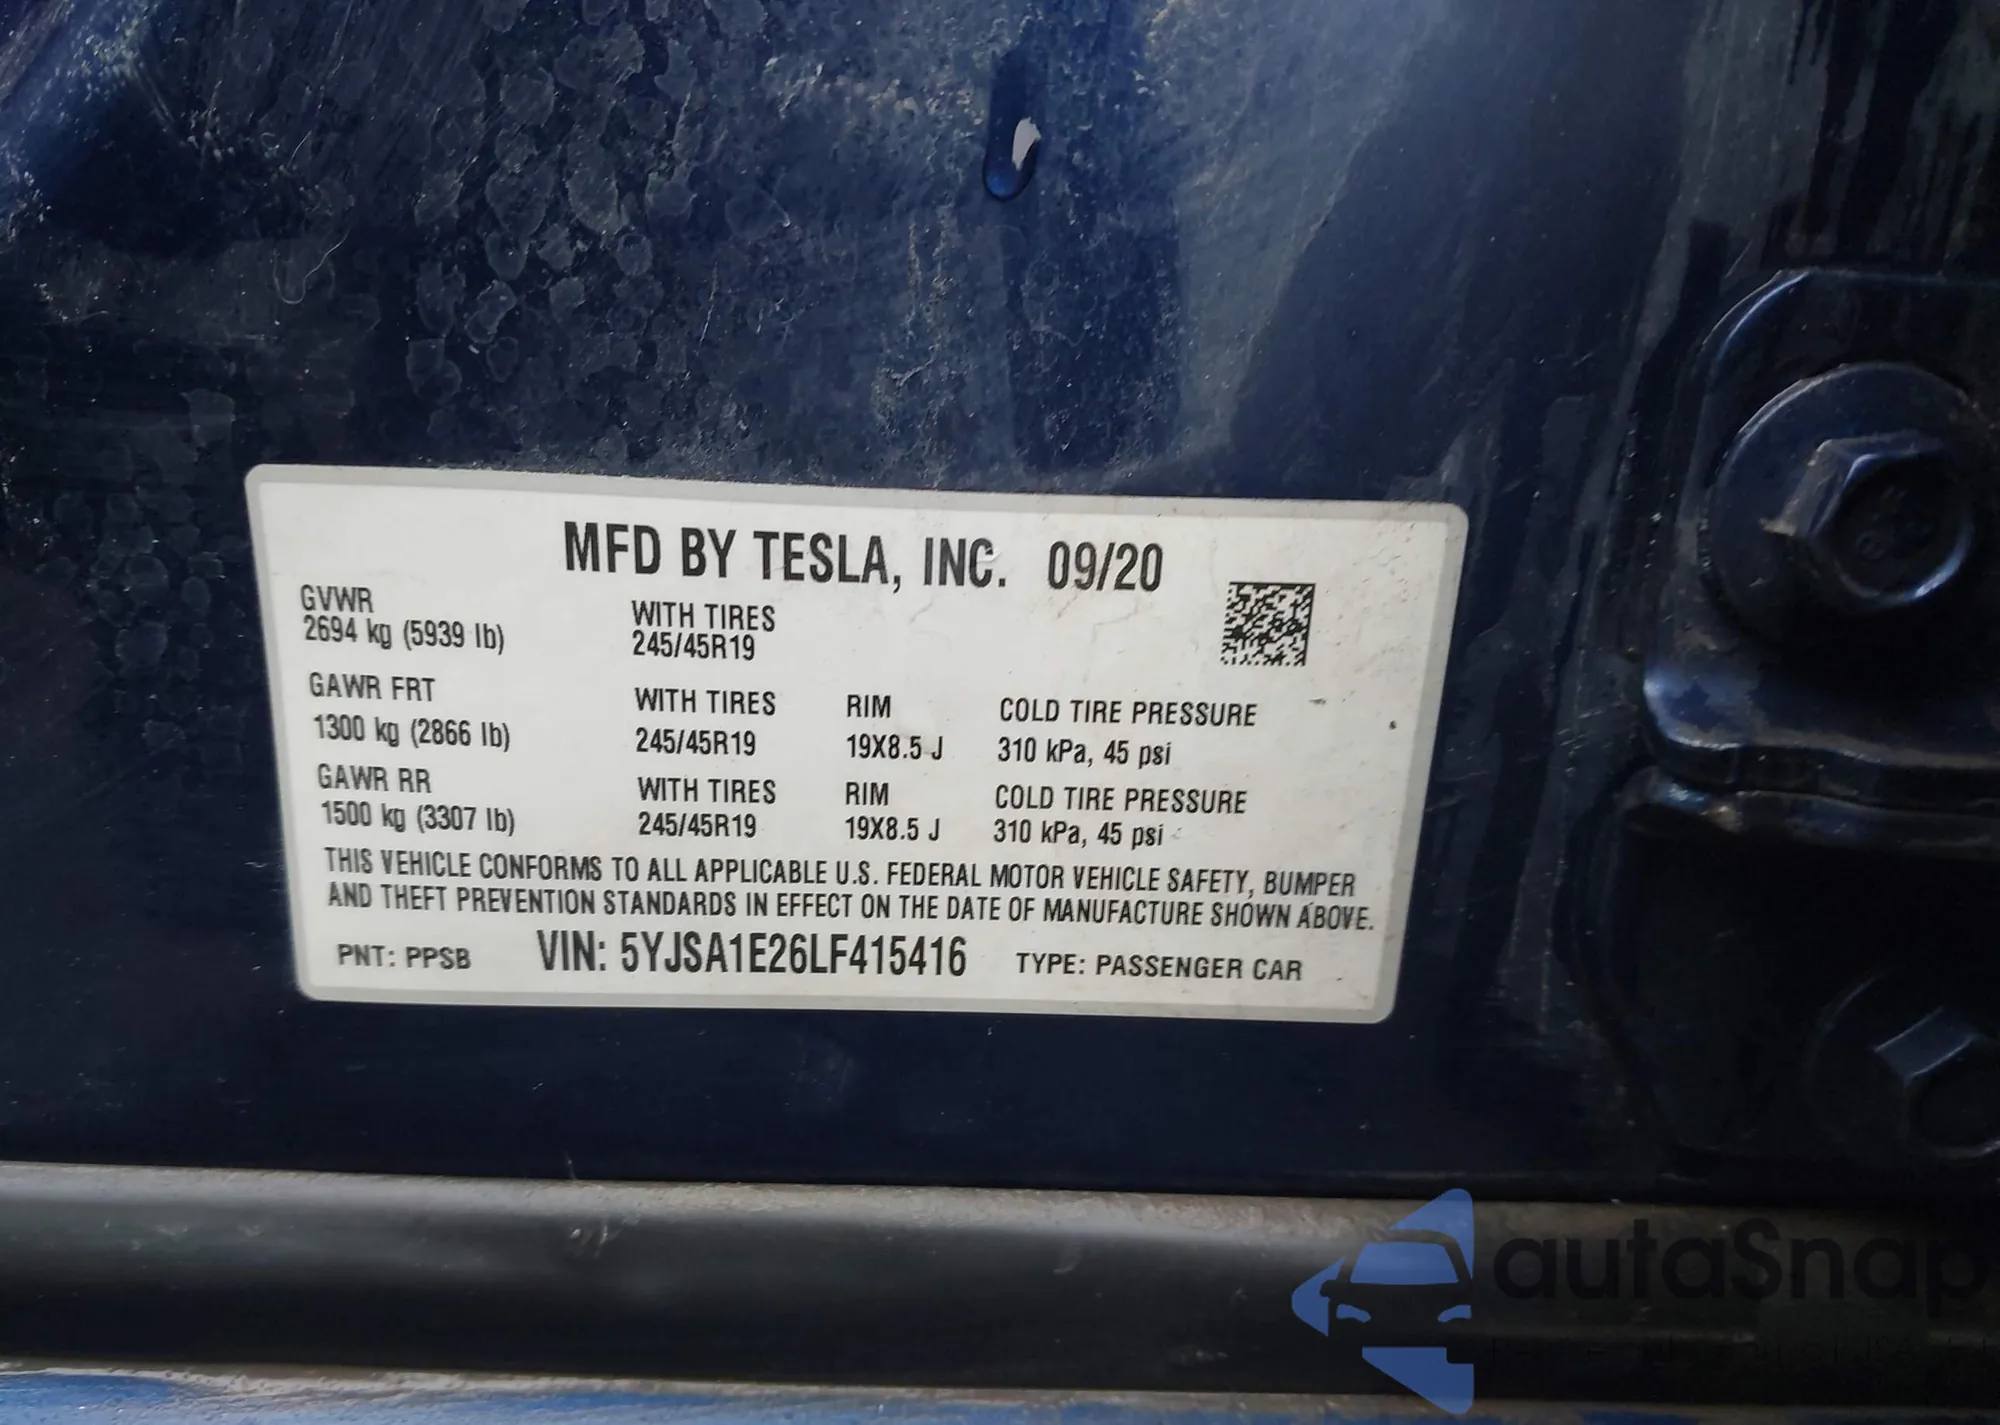 MFD BY TESLA, INC. 09/20
GVWR
2694 kg (5939 lb)
WITH TIRES
245/45R19
GAWR FRT WITH TIRES RIM COLD TIRE PRESSURE
1300 kg (2866 lb) 245/45R19 19X8.5 J 310 kPa, 45 psi
GAWR RR WITH TIRES RIM COLD TIRE PRESSURE
1500 kg (3307 lb) 245/45R19 19X8.5 J 310 kPa, 45 psi
THIS VEHICLE CONFORMS TO ALL APPLICABLE U.S. FEDERAL MOTOR VEHICLE SAFETY, BUMPER
AND THEFT PREVENTION STANDARDS IN EFFECT ON THE DATE OF MANUFACTURE SHOWN ABOVE.
PNT: PPSB VIN: 5YJSA1E26LF415416 TYPE: PASSENGER CAR
autaSnap